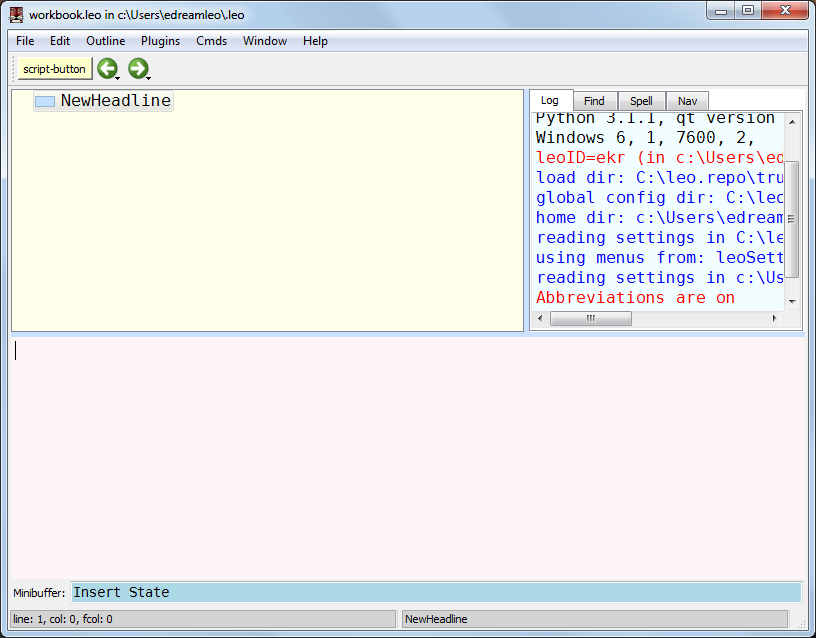 workbook.leo in c:\Users\edreamleo\.leo
File Edit Outline Plugins Cmds Window Help
script-button
NewHeadline
Log Find Spell Nav
Python 3.1.1, qt version
Windows 6, 1, 7600, 2,
leoID=ekr (in c:\Users\ed
load dir: C:\leo.repo\tru
global config dir: C:\leo
home dir: c:\Users\edream
reading settings in C:\le
using menus from: leoSett
reading settings in c:\Us
Abbreviations are on
Minibuffer: Insert State
line: 1, col: 0, fcol: 0
NewHeadline